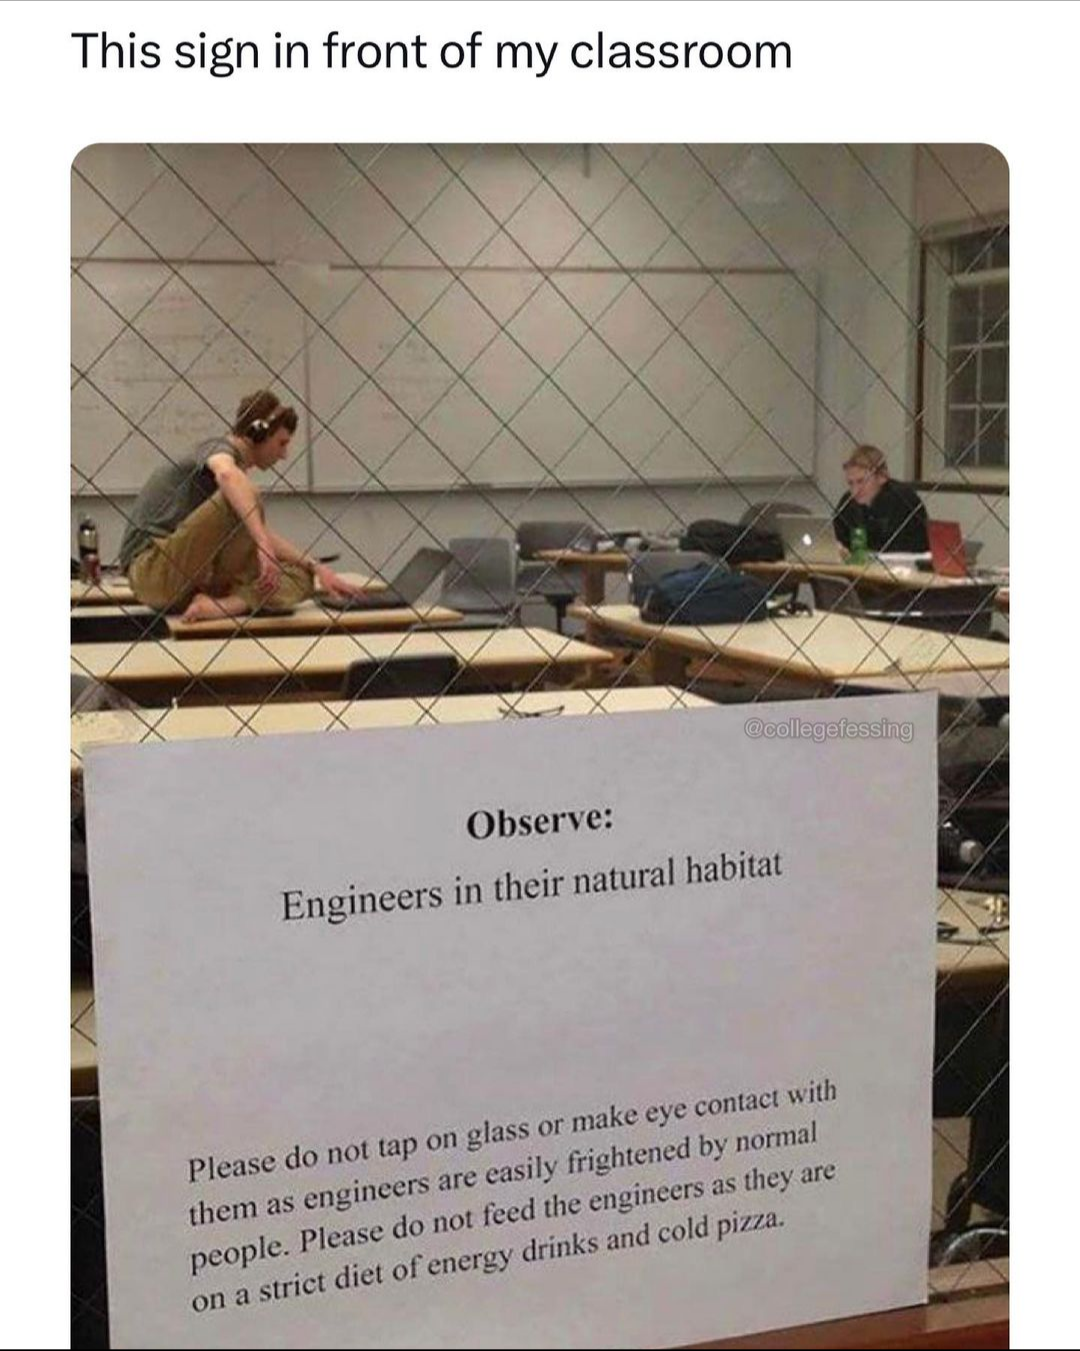 This sign in front of my classroom
@collegefessing
Observe:
Engineers in their natural habitat
Please do not tap on glass or make eye contact with
them as engineers are easily frightened by normal
people. Please do not feed the engineers as they are
on a strict diet of energy drinks and cold pizza.